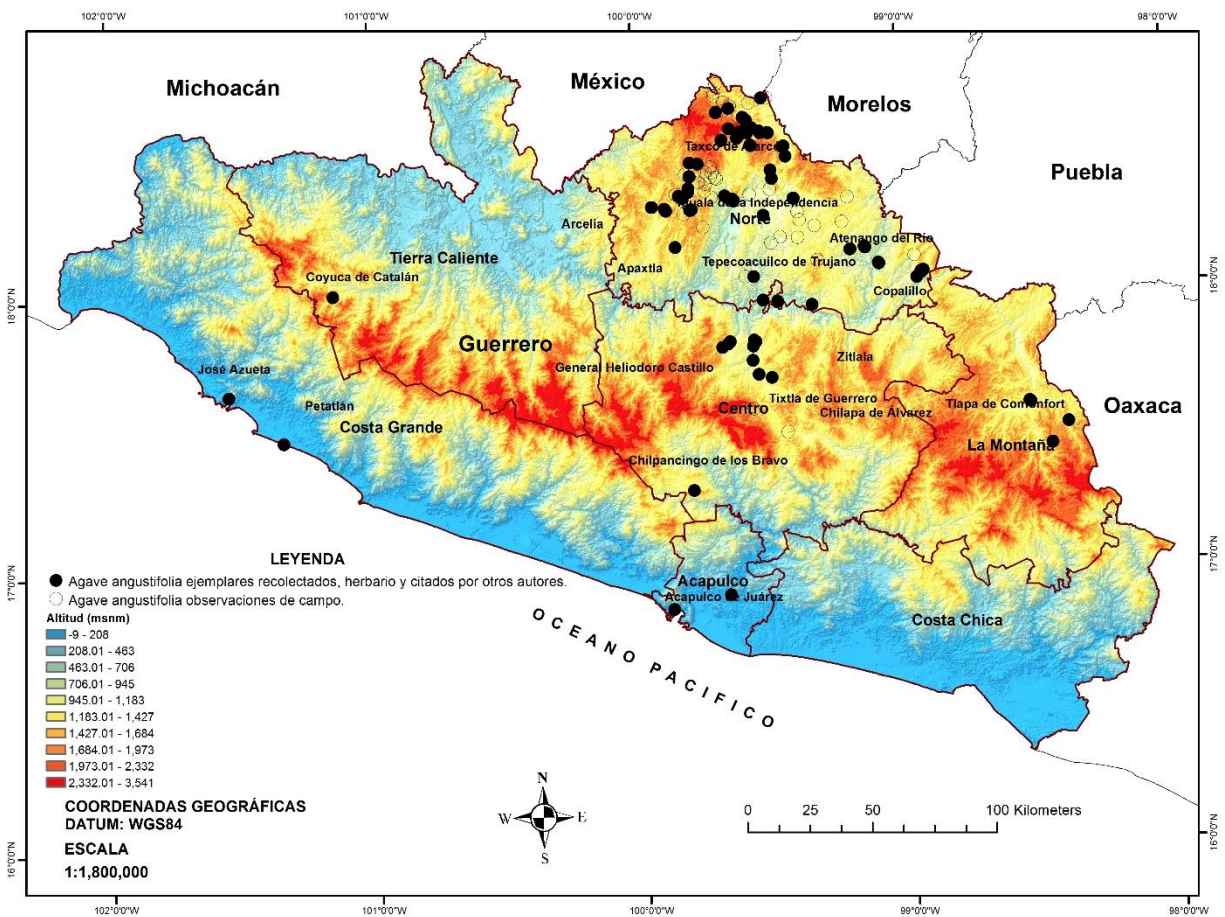 102°0'0"W
101°0'0"W
100°0'0"W
99°0'0"W
98°0'0"W
Michoacán
México
Morelos
Puebla
Taxco de Alarcón
Iguala de la Independencia
Norte
Arcelia
Atenango del Río
Tierra Caliente
Apaxtla
Tepecoacuilco de Trujano
Coyuca de Catalán
Copalillo
18°0'0"N
18°0'0"N
Guerrero
General Heliodoro Castillo
Zitlala
José Azueta
Petatlán
Costa Grande
Centro
Tixtla de Guerrero
Chilapa de Álvarez
Tlapa de Comonfort
Oaxaca
La Montaña
Chilpancingo de los Bravo
LEYENDA
Agave angustifolia ejemplares recolectados, herbario y citados por otros autores.
Agave angustifolia observaciones de campo.
17°0'0"N
17°0'0"N
Acapulco
Acapulco de Juárez
Costa Chica
OCEANO PACIFICO
Altitud (msnm)
-9 - 208
208.01 - 463
463.01 - 706
706.01 - 945
945.01 - 1,183
1,183.01 - 1,427
1,427.01 - 1,684
1,684.01 - 1,973
1,973.01 - 2,332
2,332.01 - 3,541
COORDENADAS GEOGRÁFICAS
DATUM: WGS84
ESCALA
1:1,800,000
N
W E
S
0 25 50 100 Kilometers
16°0'0"N
16°0'0"N
102°0'0"W
101°0'0"W
100°0'0"W
99°0'0"W
98°0'0"W